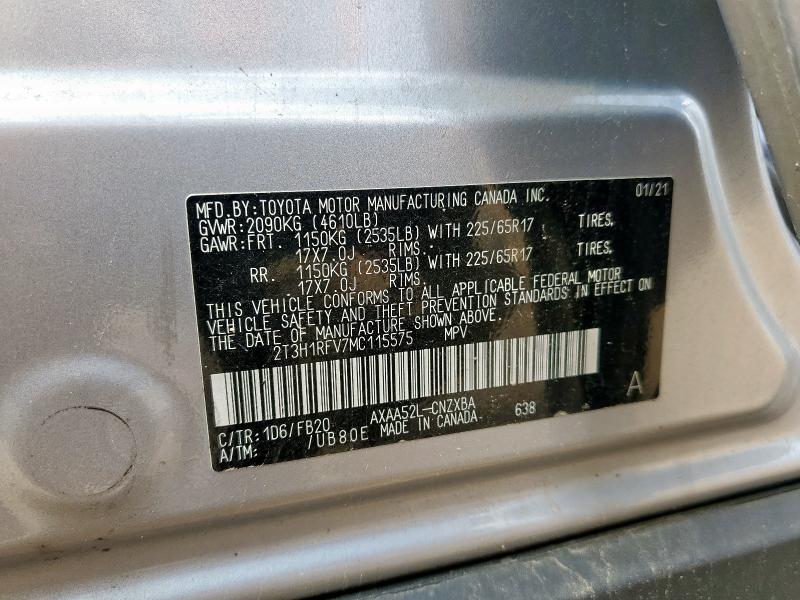 MFD.BY:TOYOTA MOTOR MANUFACTURING CANADA INC. 01/21
GVWR:2090KG (4610LB)
GAWR:FRT. 1150KG (2535LB) WITH 225/65R17 TIRES.
17X7.0J RIMS.
RR. 1150KG (2535LB) WITH 225/65R17 TIRES.
17X7.0J RIMS.
THIS VEHICLE CONFORMS TO ALL APPLICABLE FEDERAL MOTOR
VEHICLE SAFETY AND THEFT PREVENTION STANDARDS IN EFFECT ON
THE DATE OF MANUFACTURE SHOWN ABOVE.
2T3H1RFV7MC115575 MPV
A
C/TR: 1D6/FB20 AXAA52L-CNZXBA 638
A/TM: /UB80E MADE IN CANADA